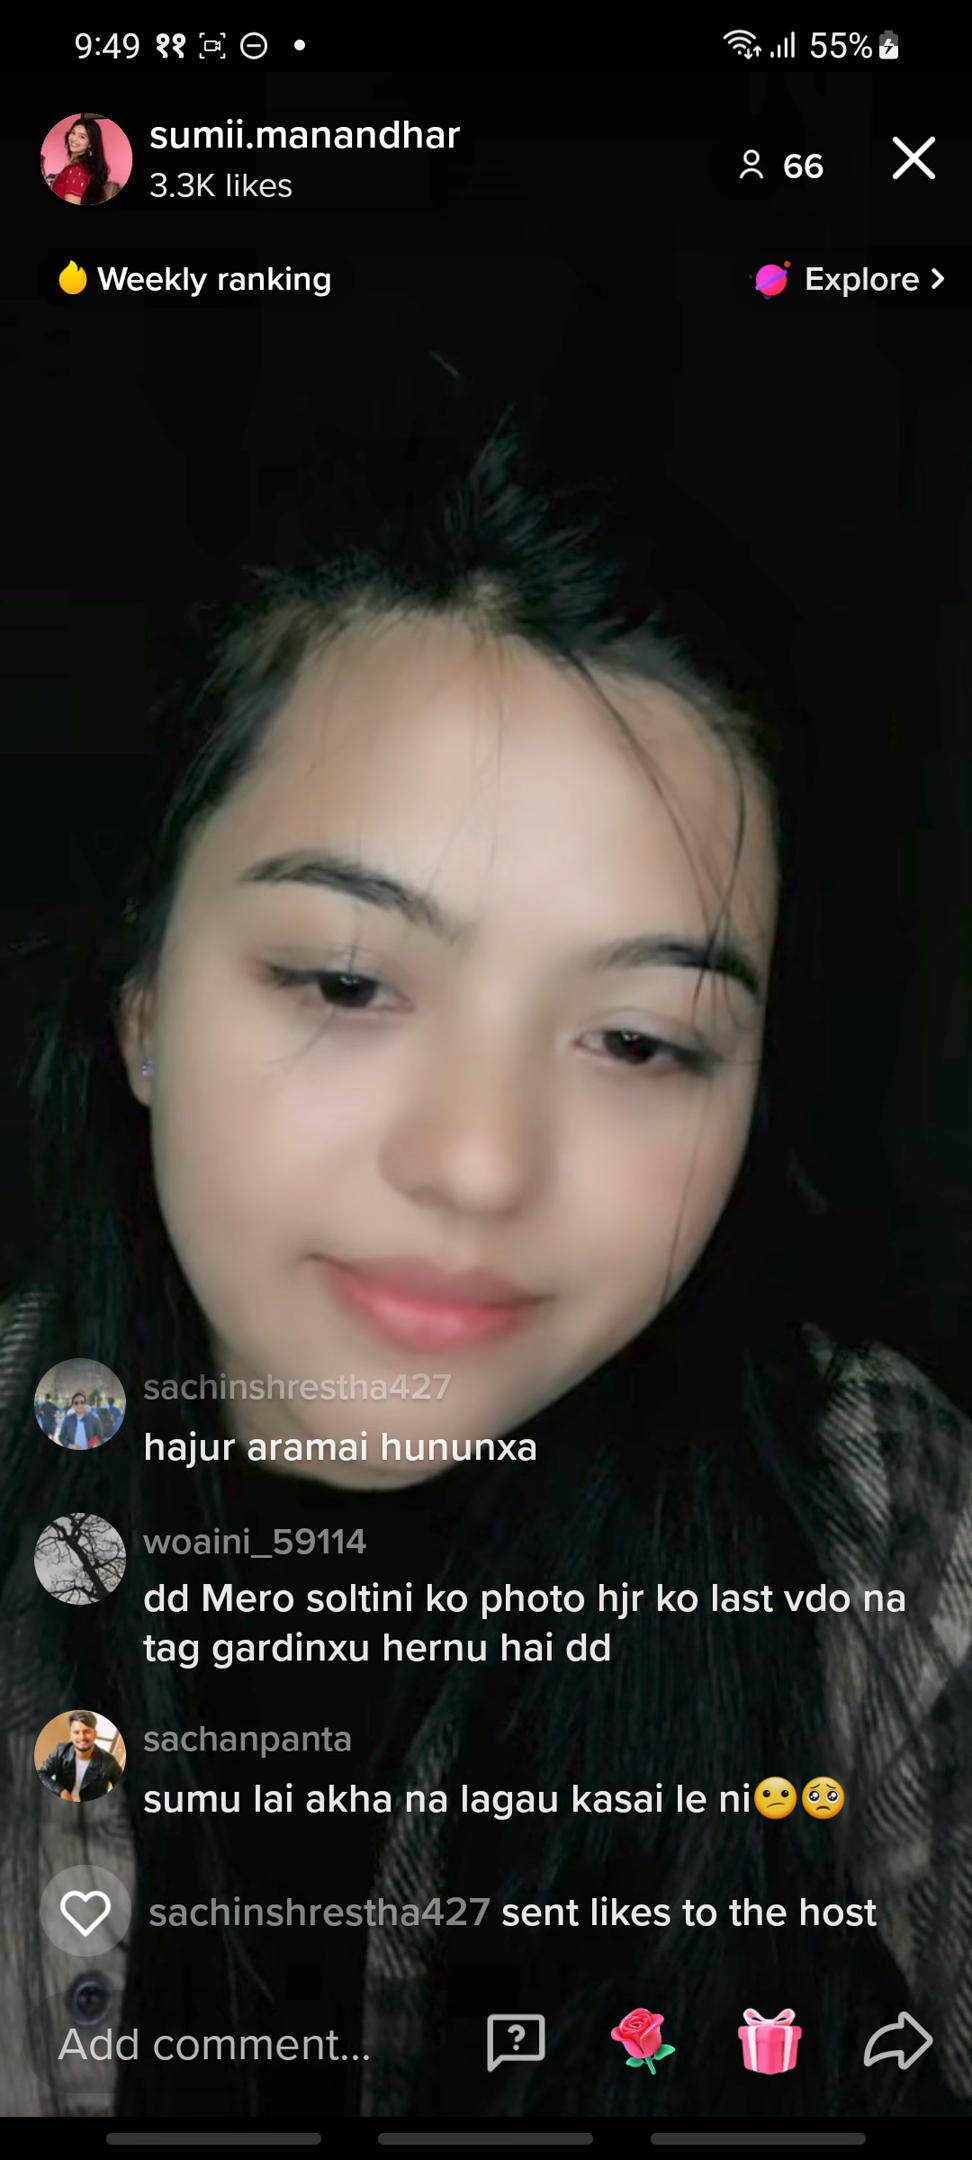 9:49 99 55%
sumii.manandhar
3.3K likes
66
Weekly ranking
Explore
sachinshrestha427
hajur aramai hununxa
woaini_59114
dd Mero soltini ko photo hjr ko last vdo na
tag gardinxu hernu hai dd
sachanpanta
sumu lai akha na lagau kasai le ni😕🥺
sachinshrestha427 sent likes to the host
Add comment...